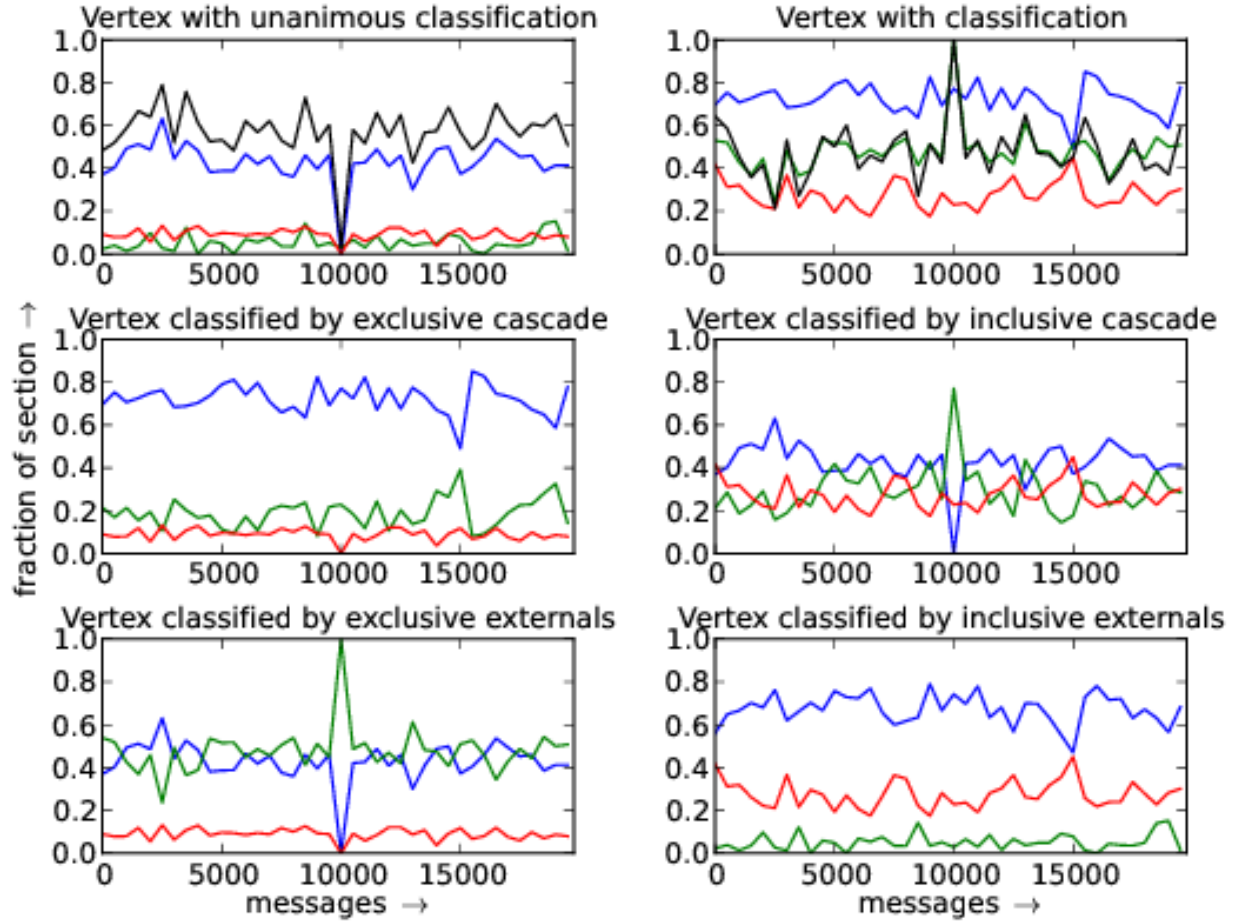 Vertex with unanimous classification
1.0
0.8
0.6
0.4
0.2
0.0
0 5000 10000 15000
Vertex with classification
1.0
0.8
0.6
0.4
0.2
0.0
0 5000 10000 15000
fraction of section →
Vertex classified by exclusive cascade
1.0
0.8
0.6
0.4
0.2
0.0
0 5000 10000 15000
Vertex classified by inclusive cascade
1.0
0.8
0.6
0.4
0.2
0.0
0 5000 10000 15000
Vertex classified by exclusive externals
1.0
0.8
0.6
0.4
0.2
0.0
0 5000 10000 15000
messages →
Vertex classified by inclusive externals
1.0
0.8
0.6
0.4
0.2
0.0
0 5000 10000 15000
messages →